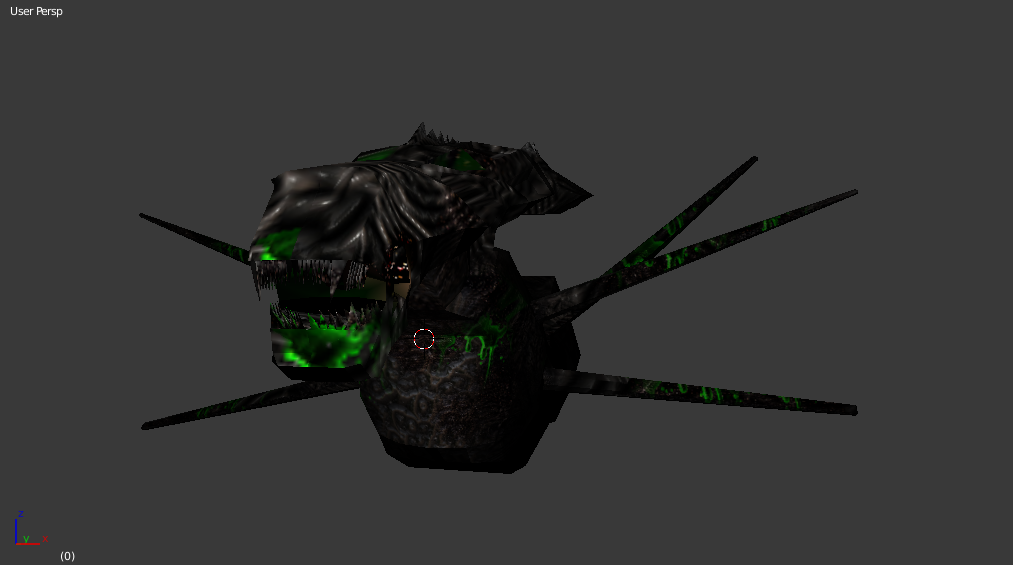 User Persp
z
y x
(0)